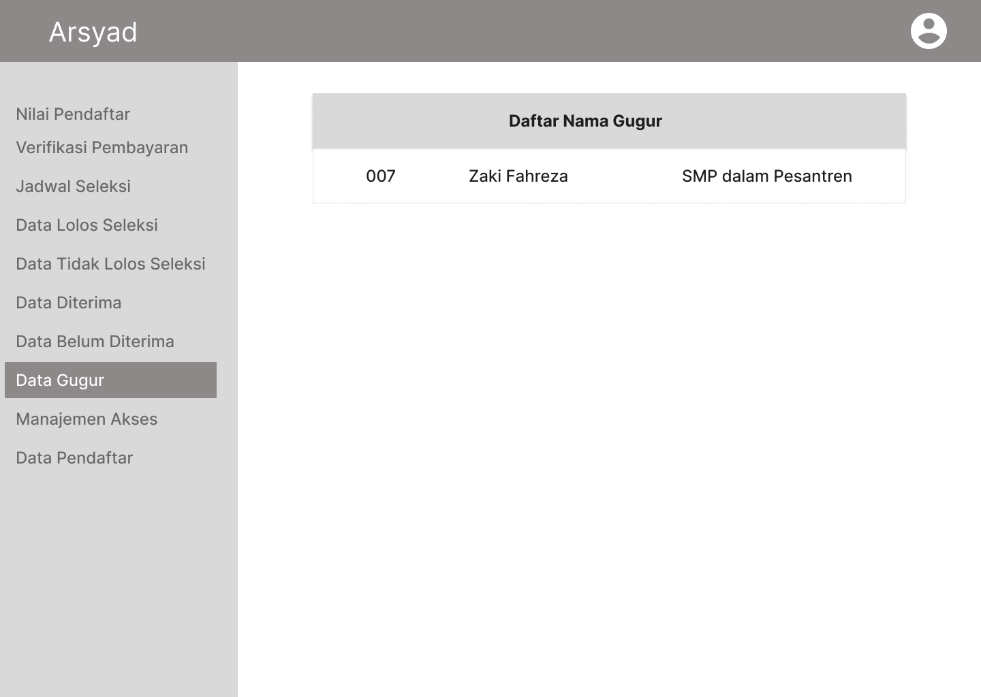 Arsyad
Nilai Pendaftar
Verifikasi Pembayaran
Jadwal Seleksi
Data Lolos Seleksi
Data Tidak Lolos Seleksi
Data Diterima
Data Belum Diterima
Data Gugur
Manajemen Akses
Data Pendaftar
Daftar Nama Gugur
007 Zaki Fahreza SMP dalam Pesantren